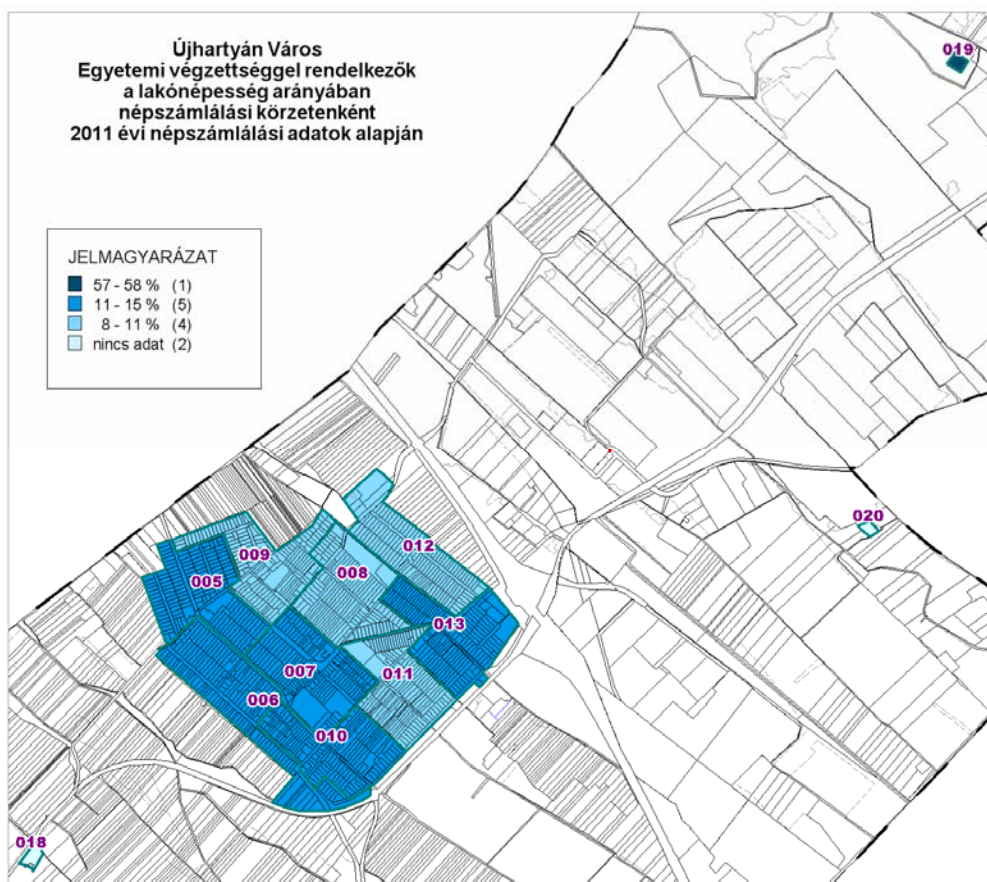 Újhartyán Város
Egyetemi végzettséggel rendelkezők
a lakónépesség arányában
népszámlálási körzetenként
2011 évi népszámlálási adatok alapján
019
JELMAGYARÁZAT
57 - 58 % (1)
11 - 15 % (5)
8 - 11 % (4)
nincs adat (2)
020
012
009
008
005
013
007
011
006
010
018